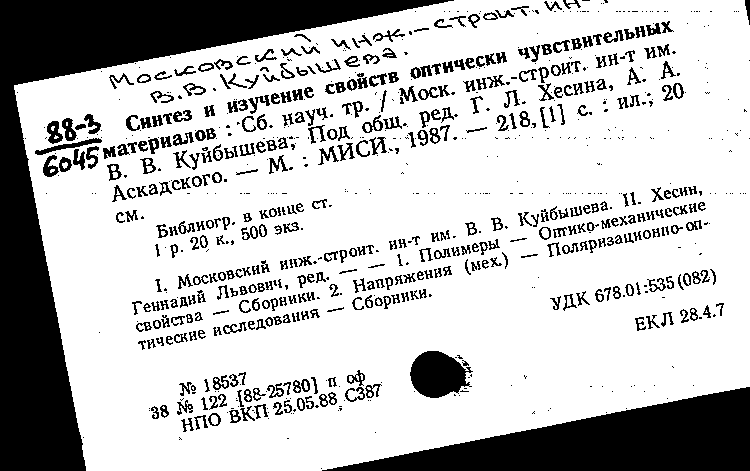 Московский инж.-строит. ин-т
В.В. Куйбышева.
88-3
6045
Синтез и изучение свойств оптически чувствительных
материалов : Сб. науч. тр. / Моск. инж.-строит. ин-т им.
В. В. Куйбышева; Под общ. ред. Г. Л. Хесина, А. А.
Аскадского. — М. : МИСИ, 1987. — 218, [1] с. : ил.; 20
см.
Библиогр. в конце ст.
1 р. 20 к., 500 экз.
I. Московский инж.-строит. ин-т им. В. В. Куйбышева. II. Хесин,
Геннадий Львович, ред. — — 1. Полимеры — Оптико-механические
свойства — Сборники. 2. Напряжения (мех.) — Поляризационно-оп-
тические исследования — Сборники.
УДК 678.01:535(082)
ЕКЛ 28.4.7
№ 18537
38 № 122 [88-25780] п оф
НПО ВКП 25.05.88 С387